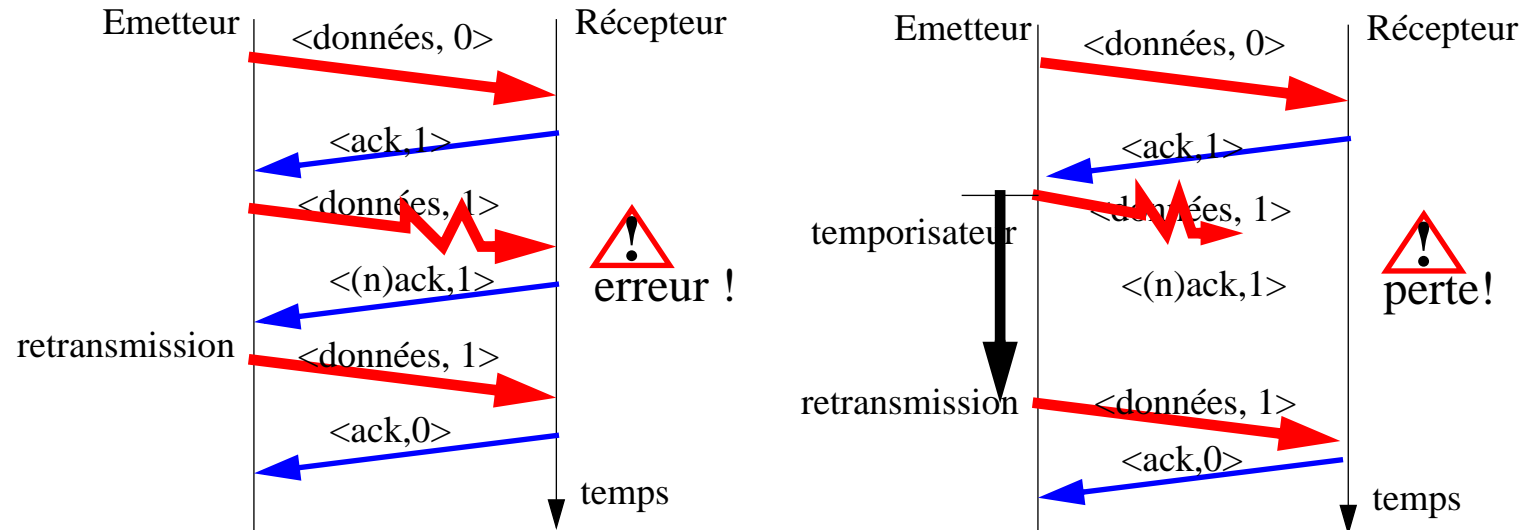 Emetteur
Récepteur
<données, 0>
<ack,1>
<données, 1>
!
erreur !
<(n)ack,1>
retransmission
<données, 1>
<ack,0>
temps
Emetteur
Récepteur
<données, 0>
<ack,1>
<données, 1>
temporisateur
!
perte!
<(n)ack,1>
retransmission
<données, 1>
<ack,0>
temps